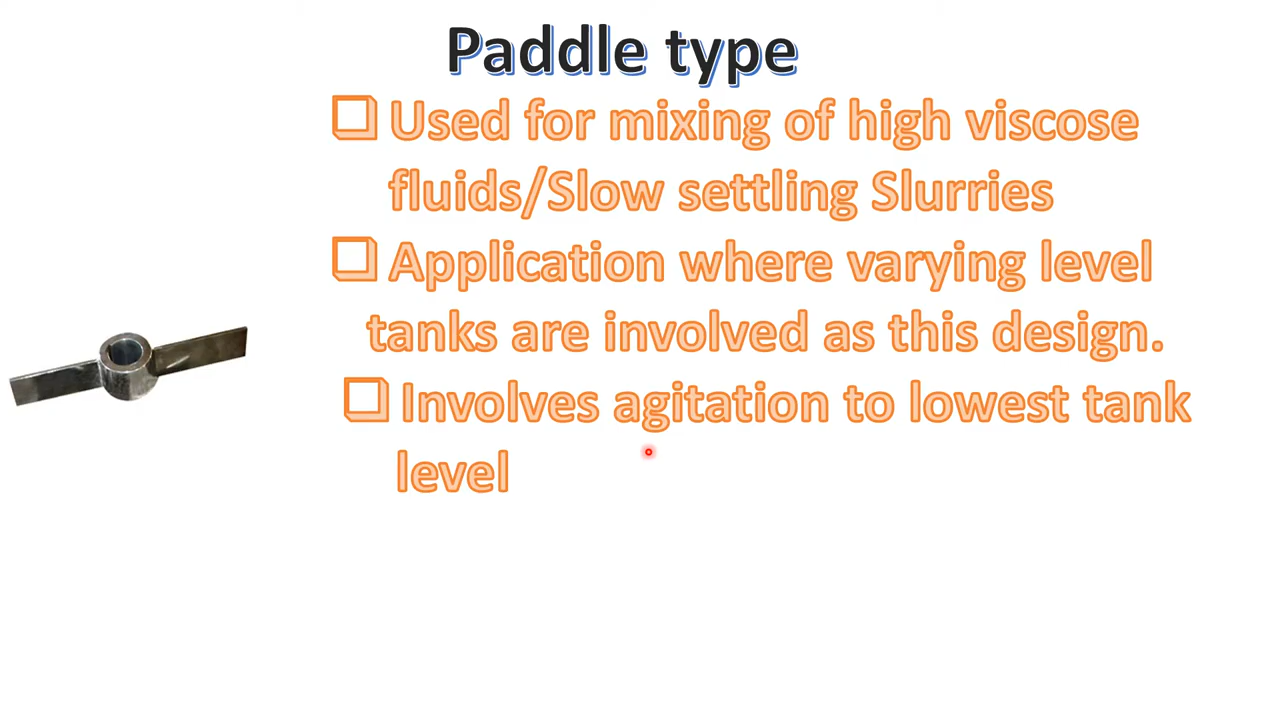 Paddle type
❑ Used for mixing of high viscose
fluids/Slow settling Slurries
❑ Application where varying level
tanks are involved as this design.
❑ Involves agitation to lowest tank
level